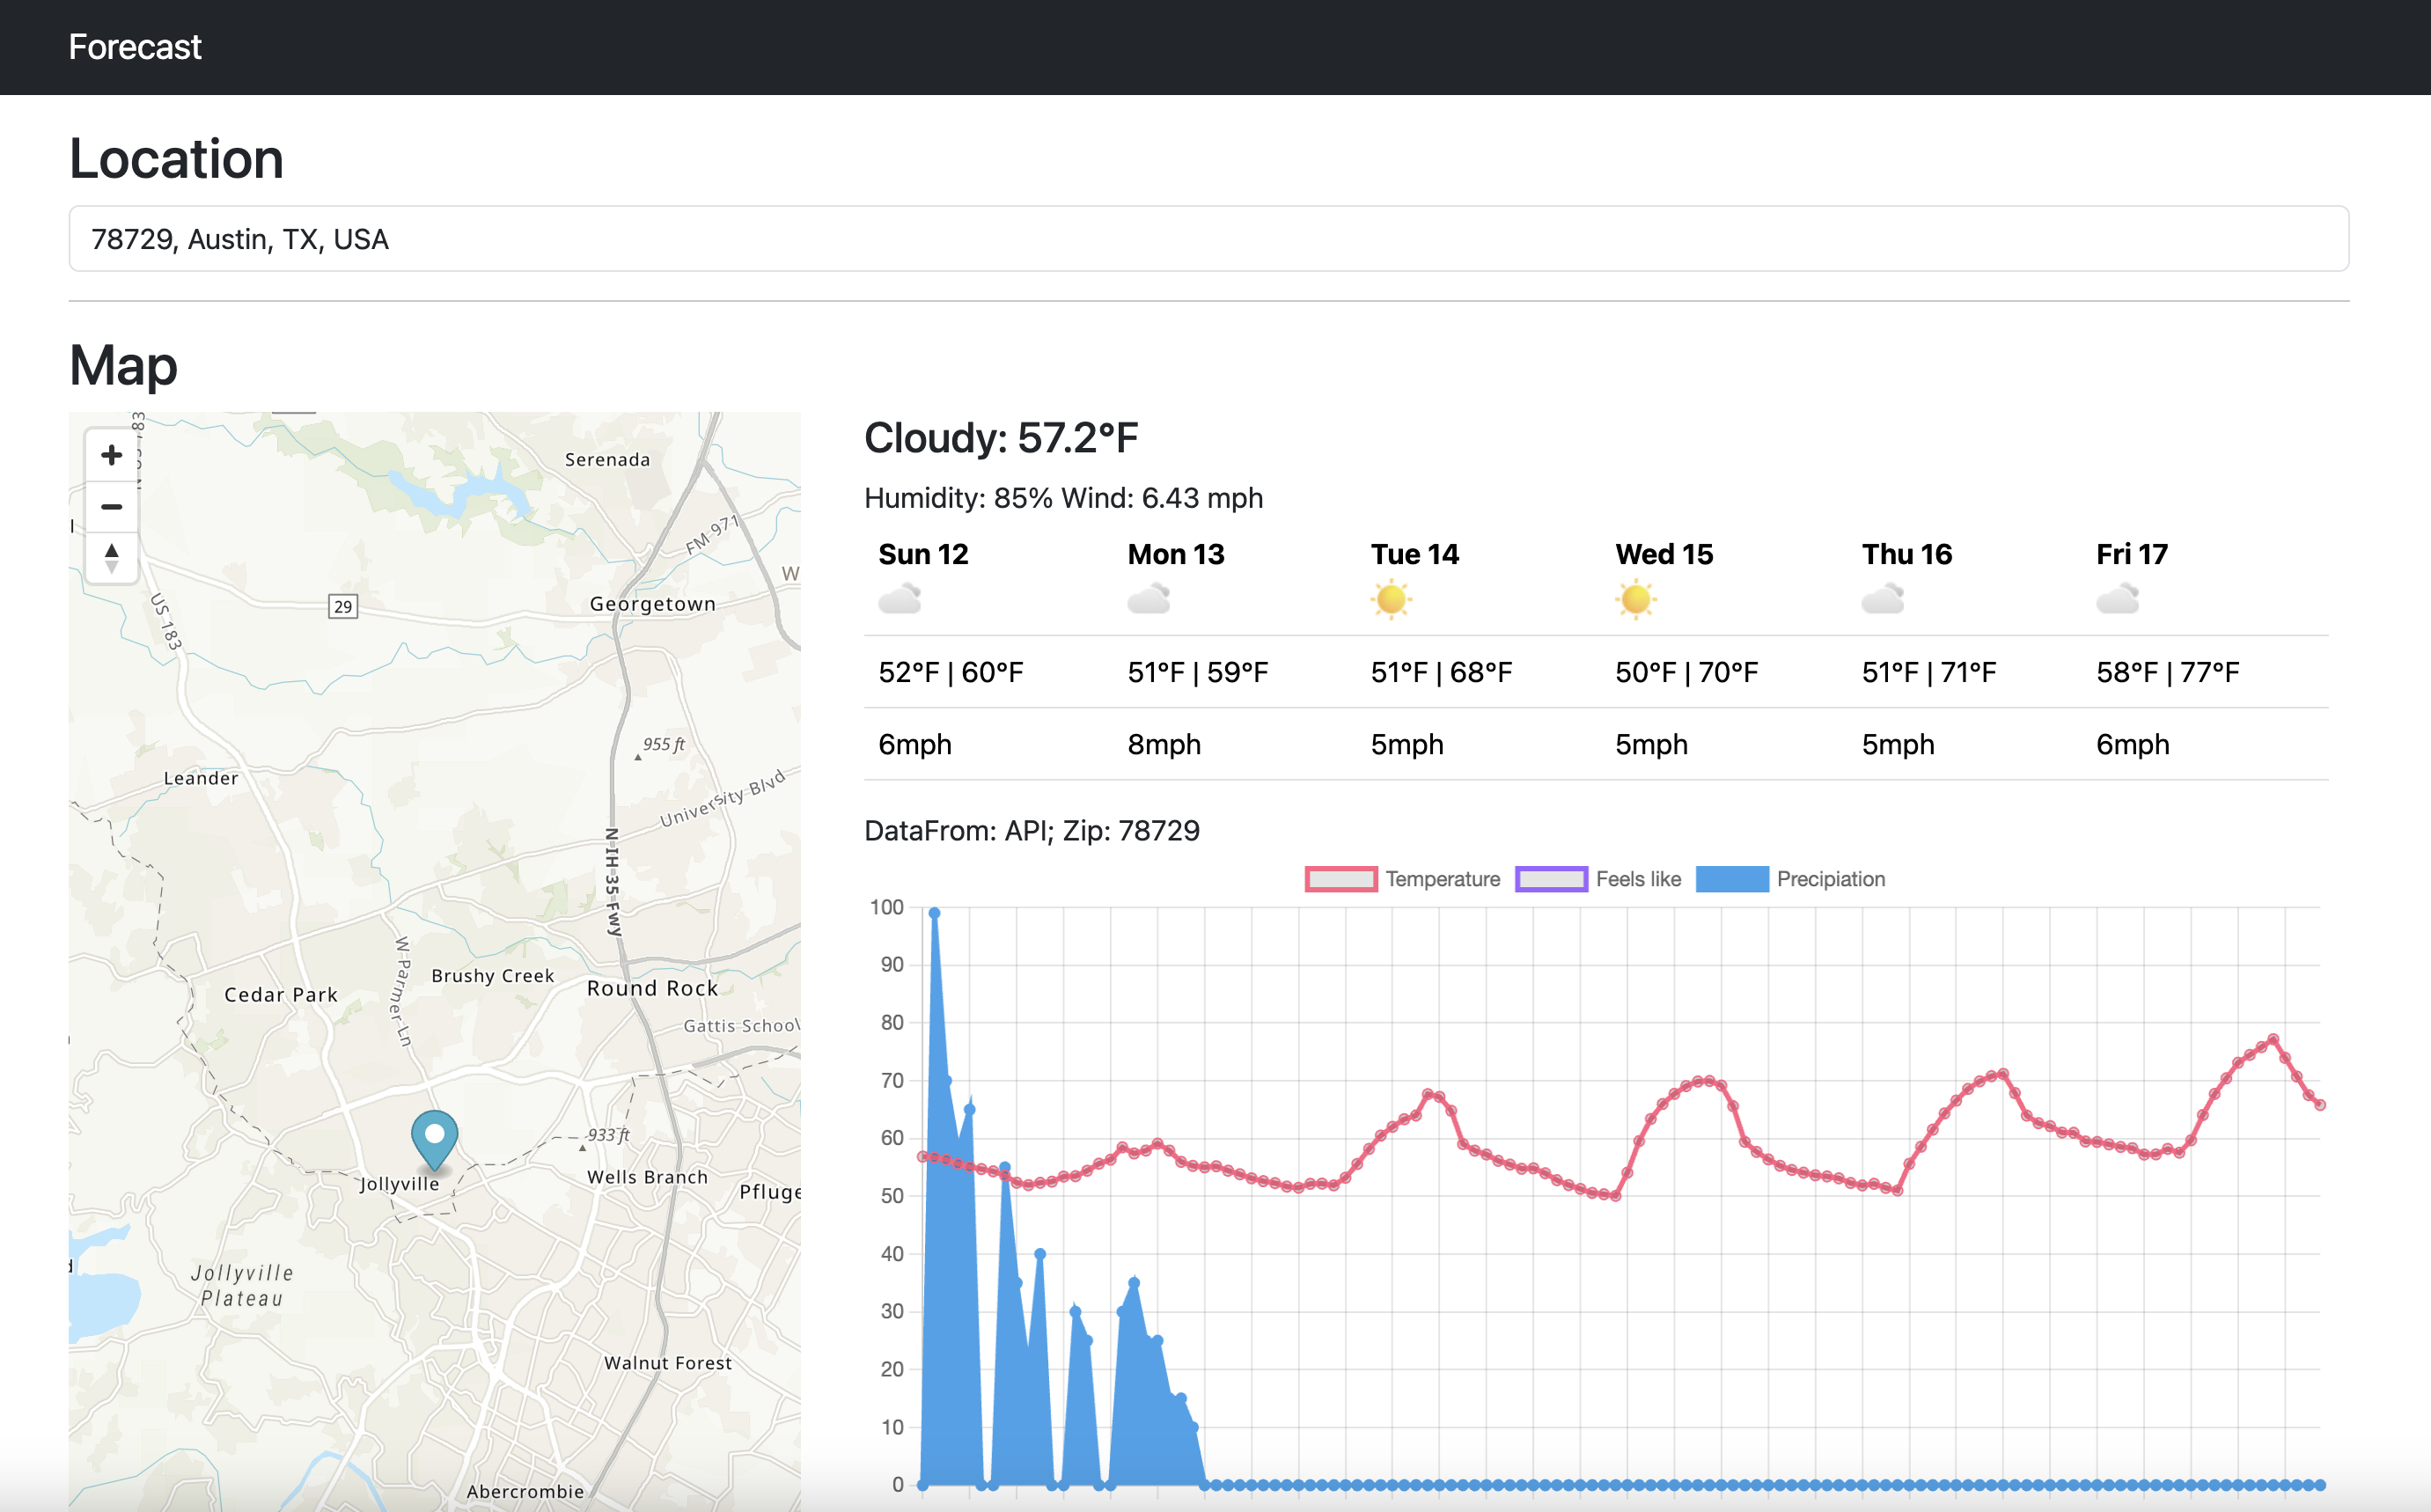 Forecast
Location
78729, Austin, TX, USA
Map
Serenada
FM 971
W
Georgetown
29
US 183
955 ft
Leander
University Blvd
N IH-35 Fwy
W Parmer Ln
Brushy Creek
Cedar Park
Round Rock
Gattis School
933 ft
Jollyville
Wells Branch
Pfluge
Jollyville
Plateau
Walnut Forest
Abercrombie
Cloudy: 57.2°F
Humidity: 85% Wind: 6.43 mph
Sun 12 Mon 13 Tue 14 Wed 15 Thu 16 Fri 17
52°F | 60°F 51°F | 59°F 51°F | 68°F 50°F | 70°F 51°F | 71°F 58°F | 77°F
6mph 8mph 5mph 5mph 5mph 6mph
DataFrom: API; Zip: 78729
Temperature Feels like Precipiation
100
90
80
70
60
50
40
30
20
10
0